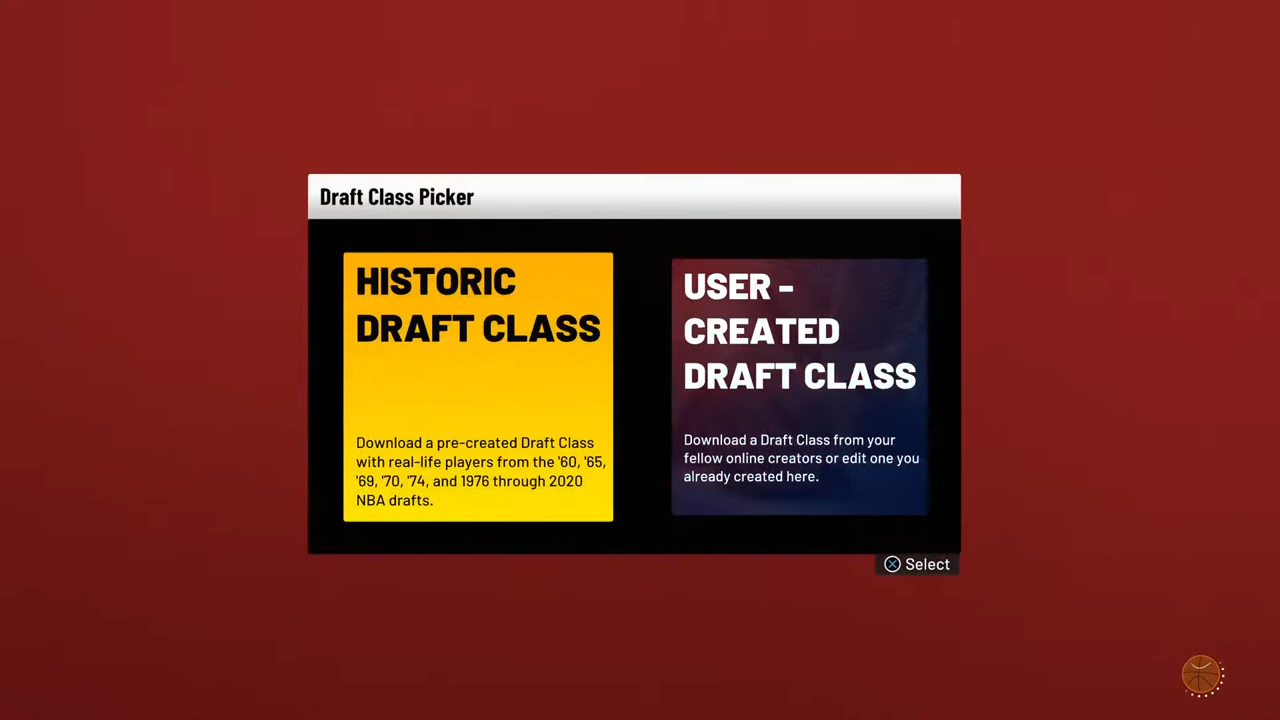 Draft Class Picker
HISTORIC
DRAFT CLASS
Download a pre-created Draft Class
with real-life players from the '60, '65,
'69, '70, '74, and 1976 through 2020
NBA drafts.
USER -
CREATED
DRAFT CLASS
Download a Draft Class from your
fellow online creators or edit one you
already created here.
Select